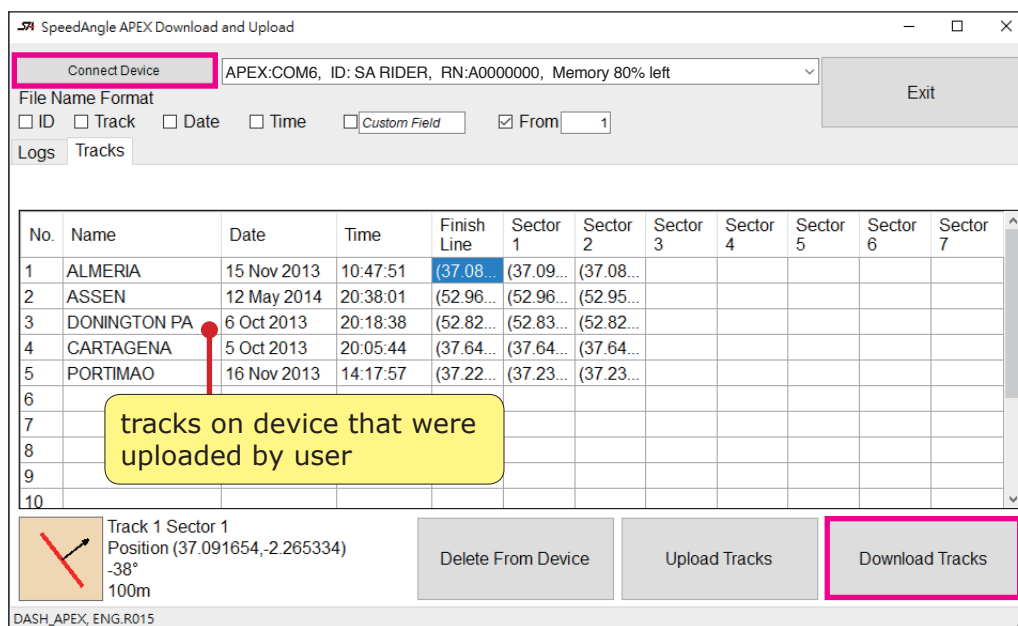 SA SpeedAngle APEX Download and Upload
Connect Device APEX:COM6, ID: SA RIDER, RN:A0000000, Memory 80% left
Exit
File Name Format
ID Track Date Time Custom Field From 1
Logs Tracks
No. Name Date Time Finish Line Sector 1 Sector 2 Sector 3 Sector 4 Sector 5 Sector 6 Sector 7
1 ALMERIA 15 Nov 2013 10:47:51 (37.08... (37.09... (37.08...
2 ASSEN 12 May 2014 20:38:01 (52.96... (52.96... (52.95...
3 DONINGTON PA 6 Oct 2013 20:18:38 (52.82... (52.83... (52.82...
4 CARTAGENA 5 Oct 2013 20:05:44 (37.64... (37.64... (37.64...
5 PORTIMAO 16 Nov 2013 14:17:57 (37.22... (37.23... (37.23...
6
7
8
9
10
tracks on device that were
uploaded by user
Track 1 Sector 1
Position (37.091654,-2.265334)
-38°
100m
Delete From Device Upload Tracks Download Tracks
DASH_APEX, ENG.R015